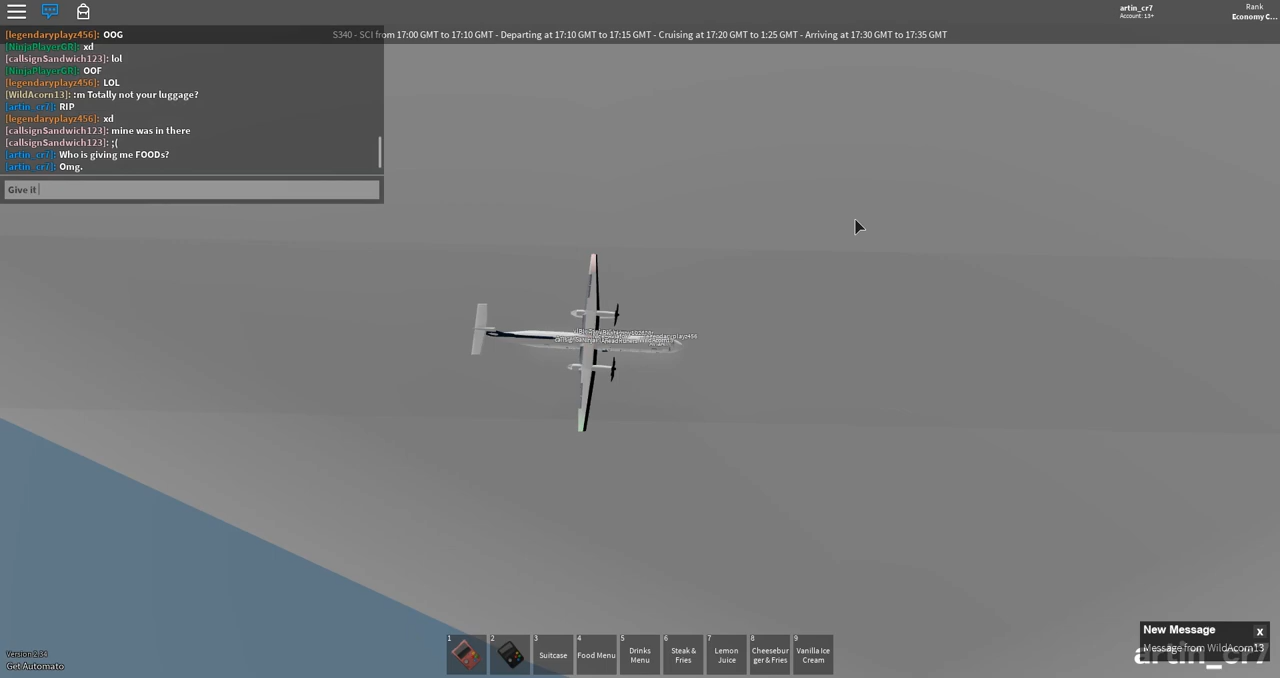 artin_cr7
Account: 13+
Rank
Economy C...
S340 - SCI from 17:00 GMT to 17:10 GMT - Departing at 17:10 GMT to 17:15 GMT - Cruising at 17:20 GMT to 1:25 GMT - Arriving at 17:30 GMT to 17:35 GMT
[legendaryplayz456]: OOG
[NinjaPlayerGR]: xd
[callsignSandwich123]: lol
[NinjaPlayerGR]: OOF
[legendaryplayz456]: LOL
[WildAcorn13]: :m Totally not your luggage?
[artin_cr7]: RIP
[legendaryplayz456]: xd
[callsignSandwich123]: mine was in there
[callsignSandwich123]: ;(
[artin_cr7]: Who is giving me FOODs?
[artin_cr7]: Omg.
Give it
Version 2.34
Get Automato
1
2
3
Suitcase
4
Food Menu
5
Drinks
Menu
6
Steak &
Fries
7
Lemon
Juice
8
Cheesebur
ger & Fries
9
Vanilla Ice
Cream
New Message
X
Message from WildAcorn13
artin_cr7